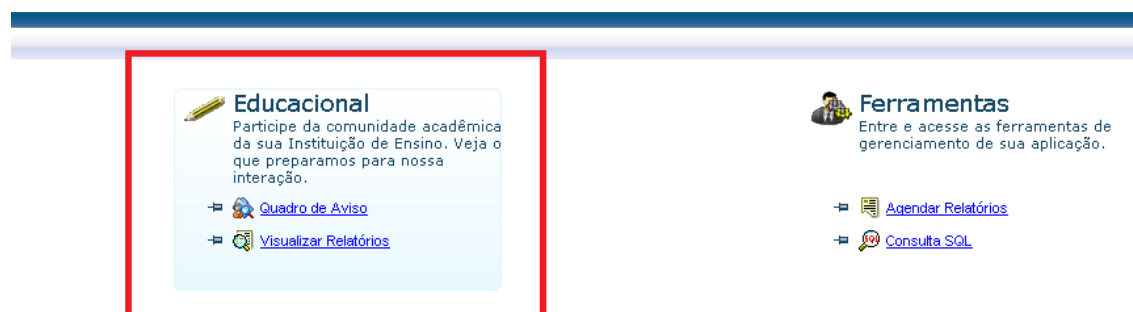 Educacional
Participe da comunidade acadêmica
da sua Instituição de Ensino. Veja o
que preparamos para nossa
interação.
Quadro de Aviso
Visualizar Relatórios
Ferramentas
Entre e acesse as ferramentas de
gerenciamento de sua aplicação.
Agendar Relatórios
SQL
Consulta SQL